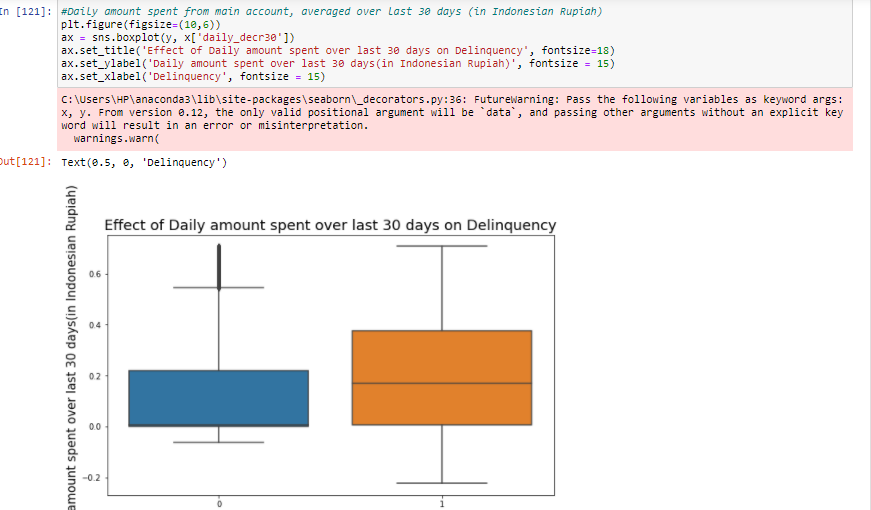 In [121]: #Daily amount spent from main account, averaged over last 30 days (in Indonesian Rupiah)
plt.figure(figsize=(10,6))
ax = sns.boxplot(y, x['daily_decr30'])
ax.set_title('Effect of Daily amount spent over last 30 days on Delinquency', fontsize=18)
ax.set_ylabel('Daily amount spent over last 30 days(in Indonesian Rupiah)', fontsize = 15)
ax.set_xlabel('Delinquency', fontsize = 15)
C:\Users\HP\anaconda3\lib\site-packages\seaborn\_decorators.py:36: FutureWarning: Pass the following variables as keyword args:
x, y. From version 0.12, the only valid positional argument will be `data`, and passing other arguments without an explicit key
word will result in an error or misinterpretation.
warnings.warn(
Out[121]: Text(0.5, 0, 'Delinquency')
Effect of Daily amount spent over last 30 days on Delinquency
amount spent over last 30 days(in Indonesian Rupiah)
0.6
0.4
0.2
0.0
−0.2
0 1